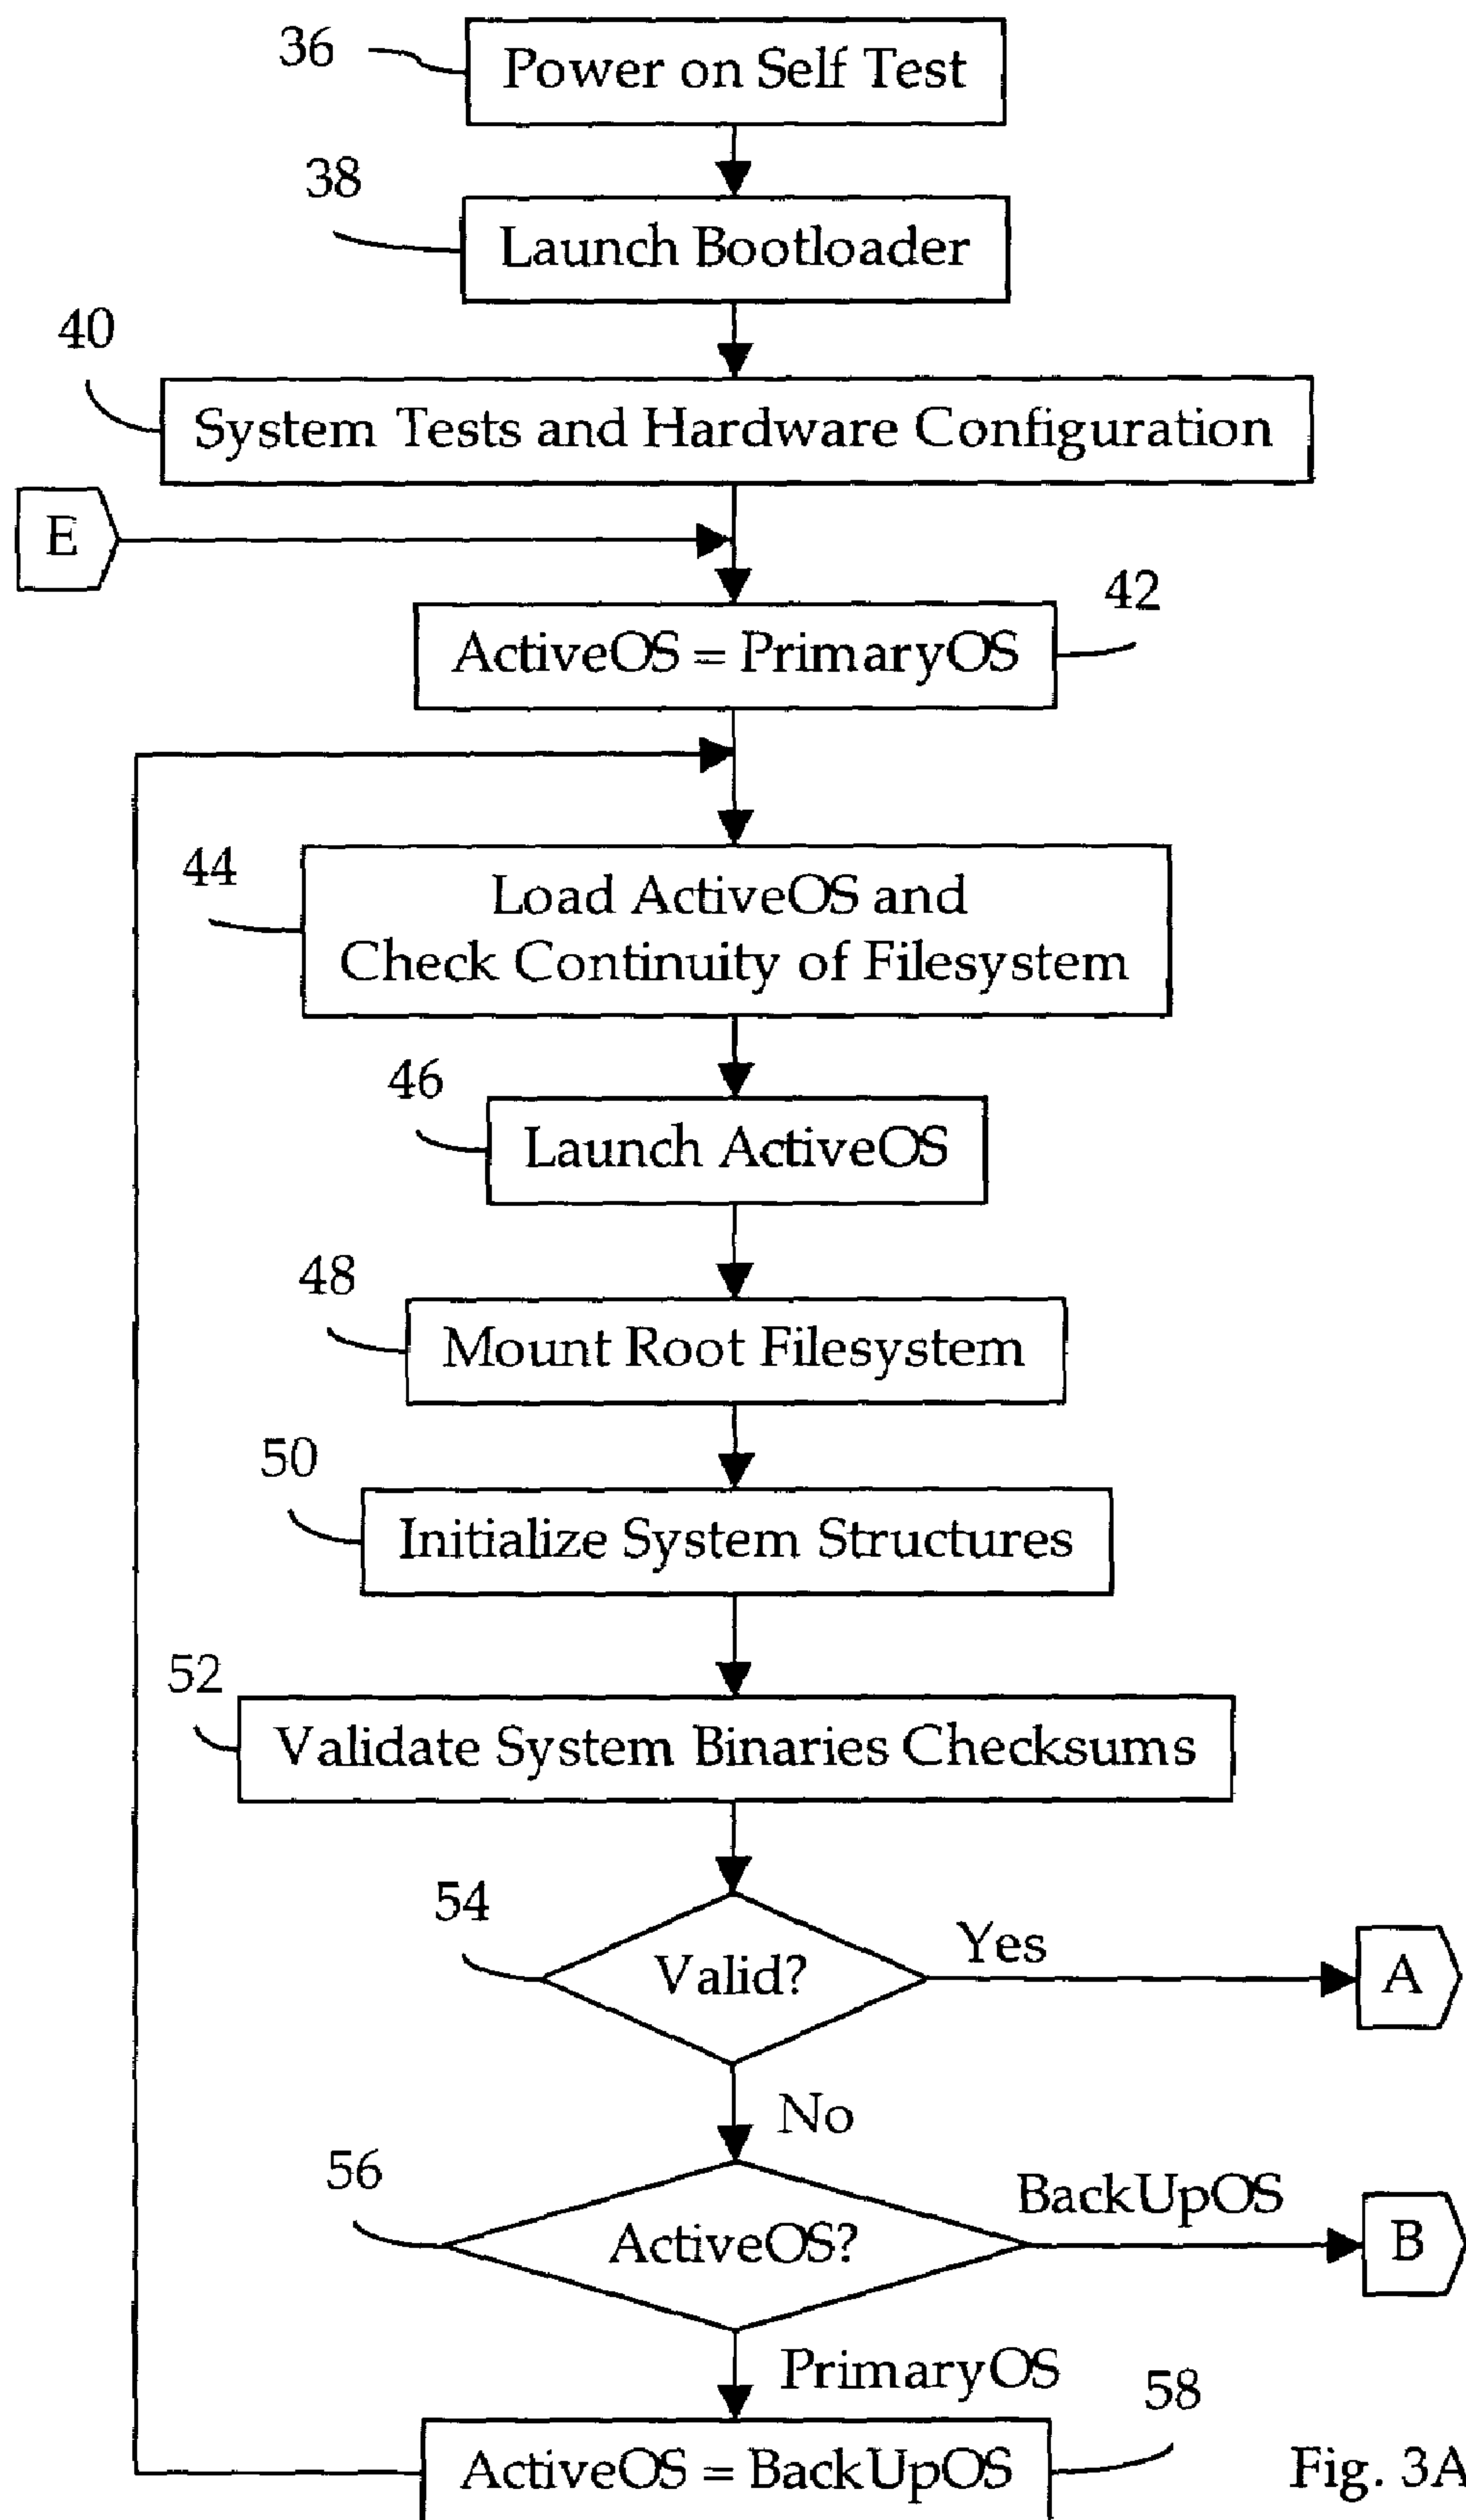 36
Power on Self Test
38
Launch Bootloader
40
System Tests and Hardware Configuration
E
42
ActiveOS = PrimaryOS
44
Load ActiveOS and
Check Continuity of Filesystem
46
Launch ActiveOS
48
Mount Root Filesystem
50
Initialize System Structures
52
Validate System Binaries Checksums
54
Valid?
Yes
A
No
56
ActiveOS?
BackUpOS
B
PrimaryOS
58
ActiveOS = BackUpOS
Fig. 3A